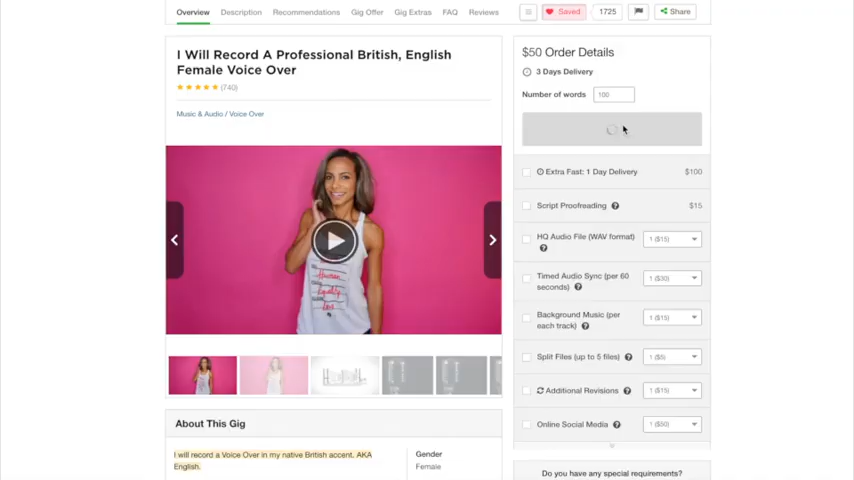 Overview Description Recommendations Gig Offer Gig Extras FAQ Reviews Saved 1725 Share
I Will Record A Professional British, English
Female Voice Over
(740)
Music & Audio / Voice Over
$50 Order Details
3 Days Delivery
Number of words 100
Extra Fast: 1 Day Delivery $100
Script Proofreading ? $15
HQ Audio File (WAV format) 1 ($15)
?
Timed Audio Sync (per 60 1 ($30)
seconds) ?
Background Music (per 1 ($15)
each track) ?
Split Files (up to 5 files) ? 1 ($5)
Additional Revisions ? 1 ($15)
Online Social Media ? 1 ($50)
Human
Equality
About This Gig
I will record a Voice Over in my native British accent. AKA
English.
Gender
Female
Do you have any special requirements?